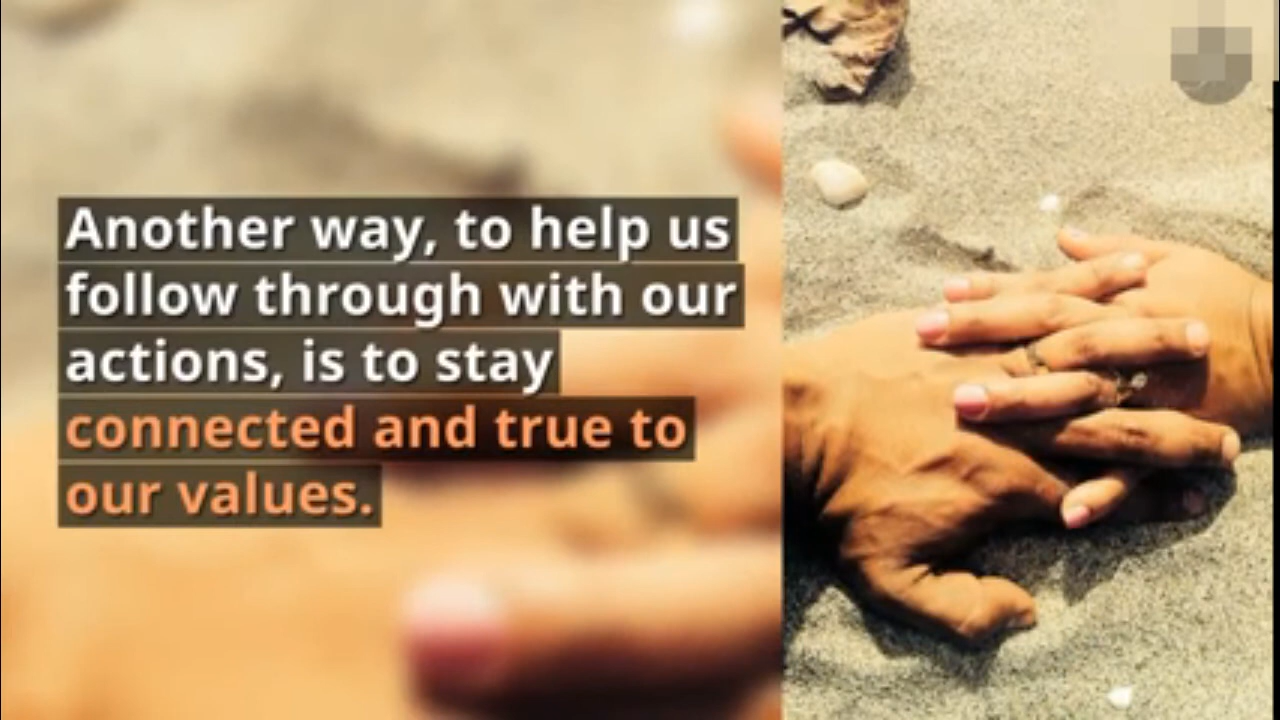 Another way, to help us
follow through with our
actions, is to stay
connected and true to
our values.